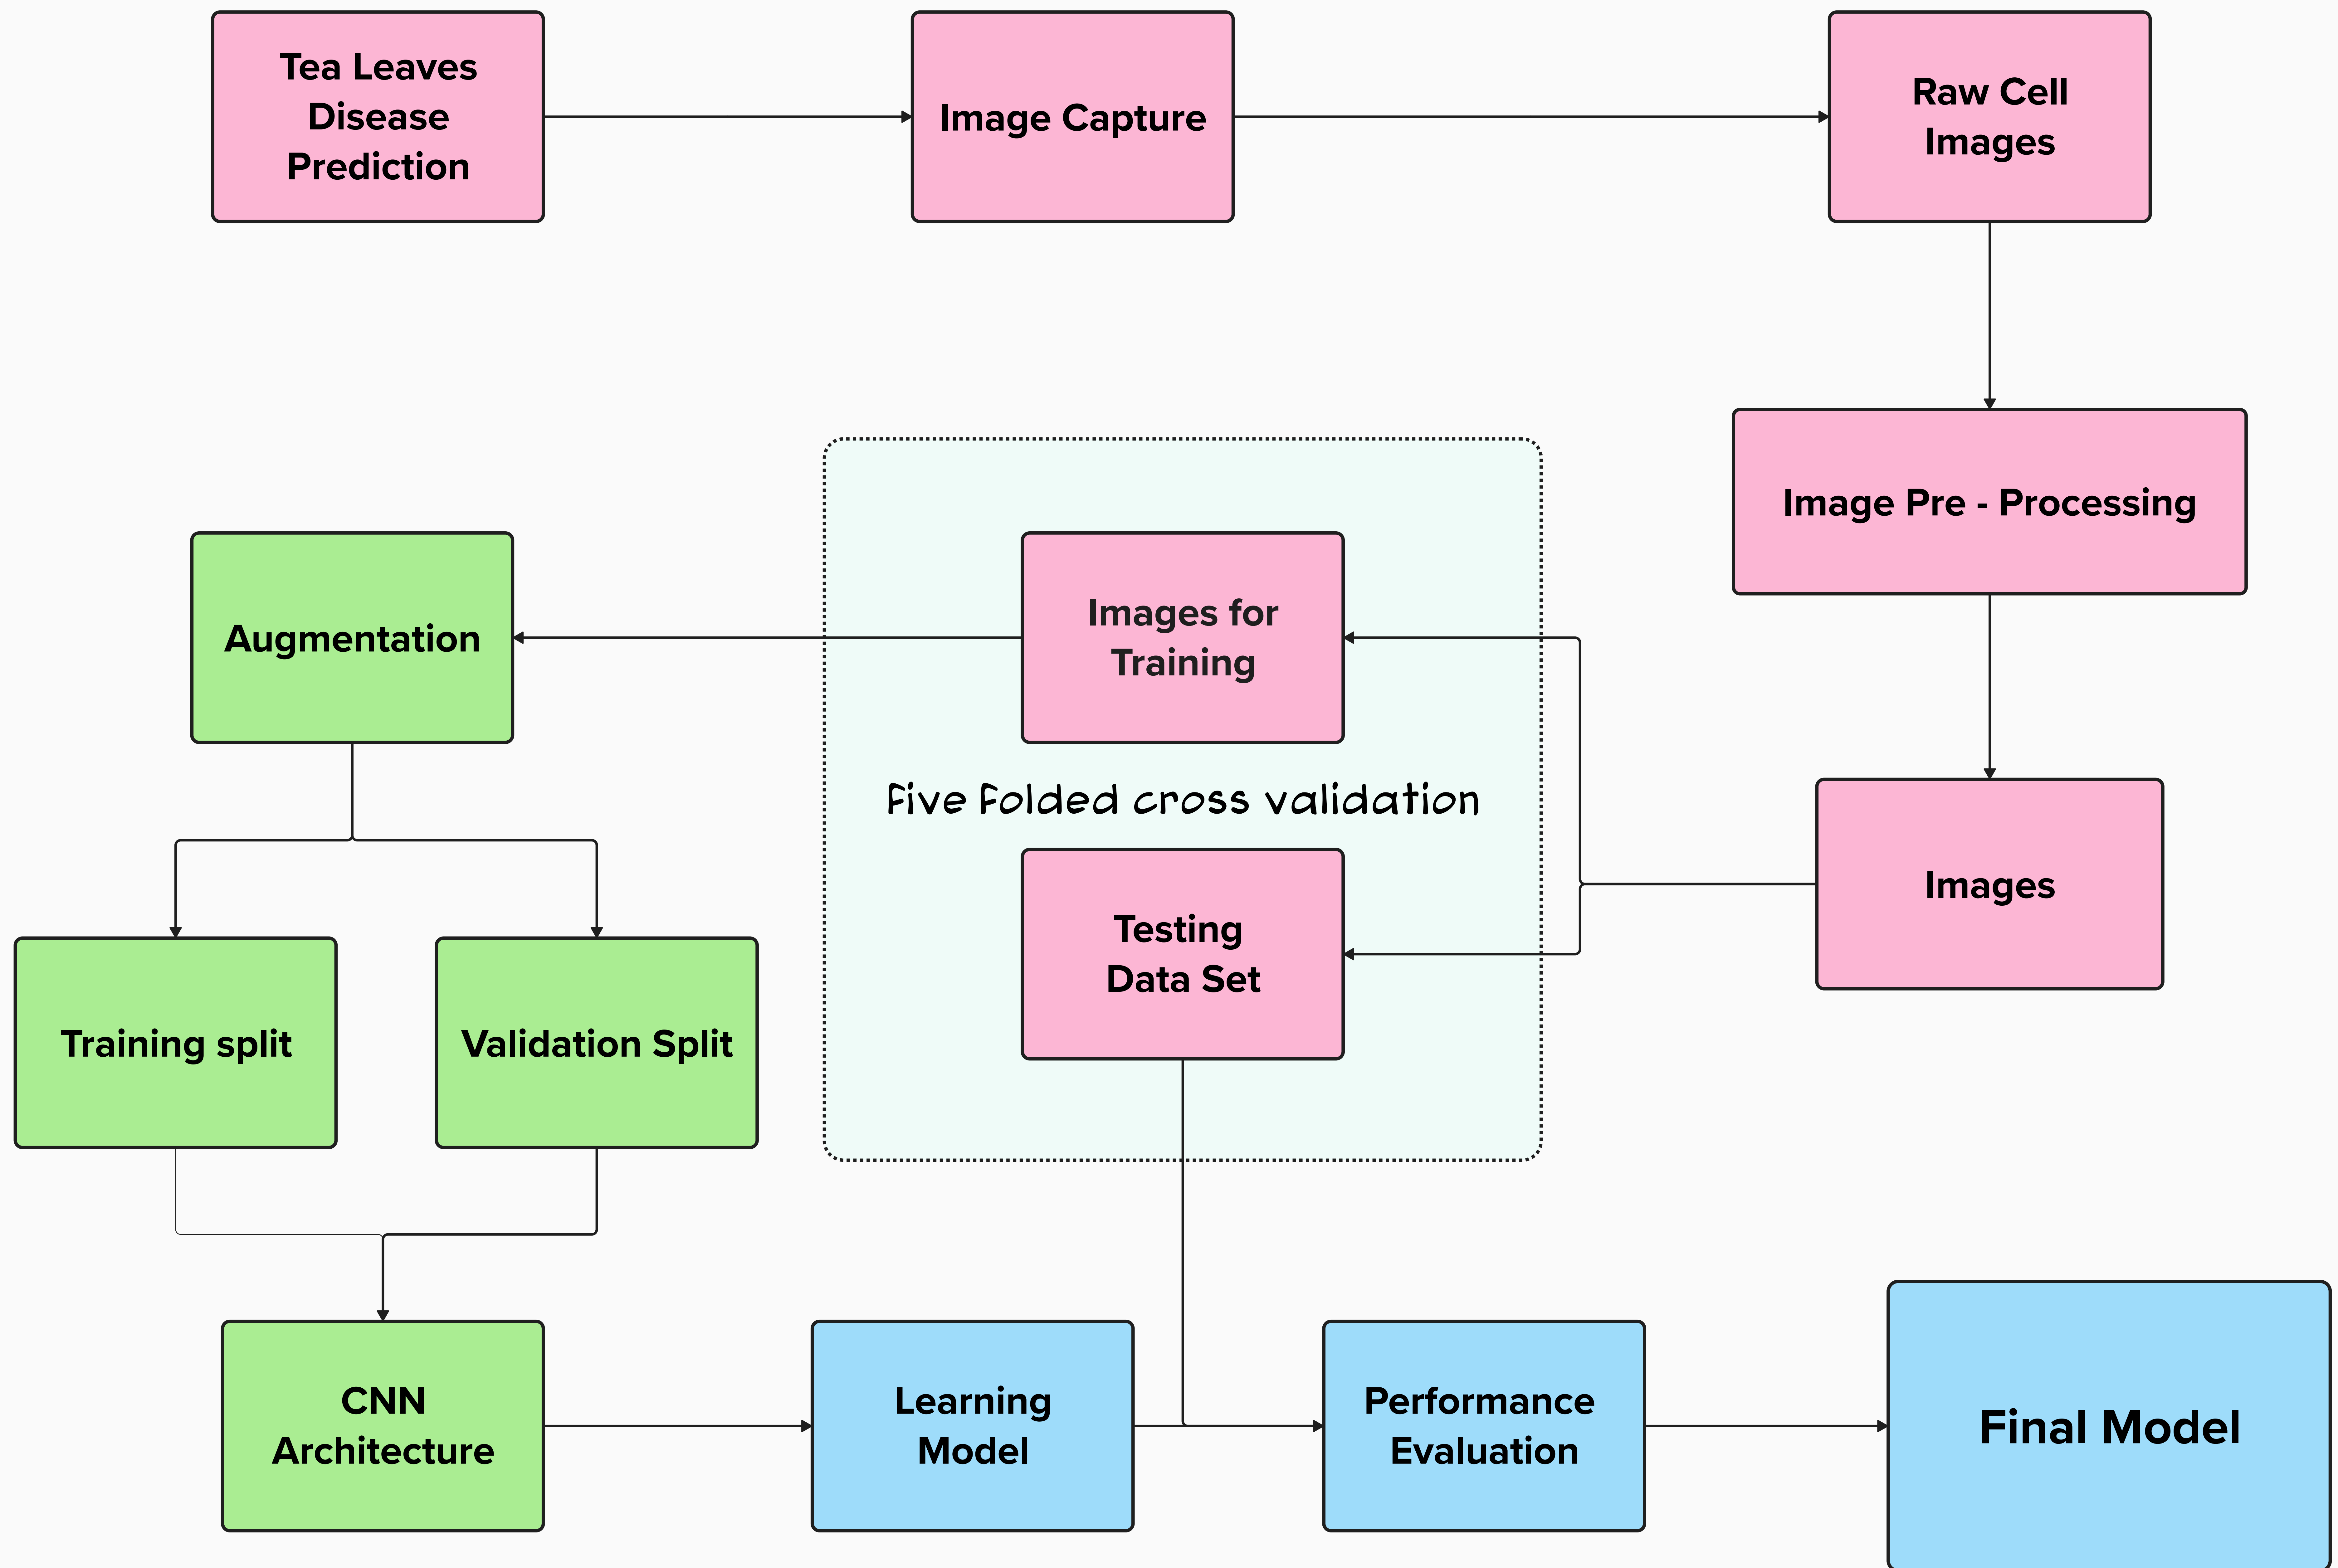 Tea Leaves
Disease
Prediction
Image Capture
Raw Cell
Images
Image Pre - Processing
Images for
Training
Augmentation
Five Folded cross validation
Images
Testing
Data Set
Training split
Validation Split
CNN
Architecture
Learning
Model
Performance
Evaluation
Final Model